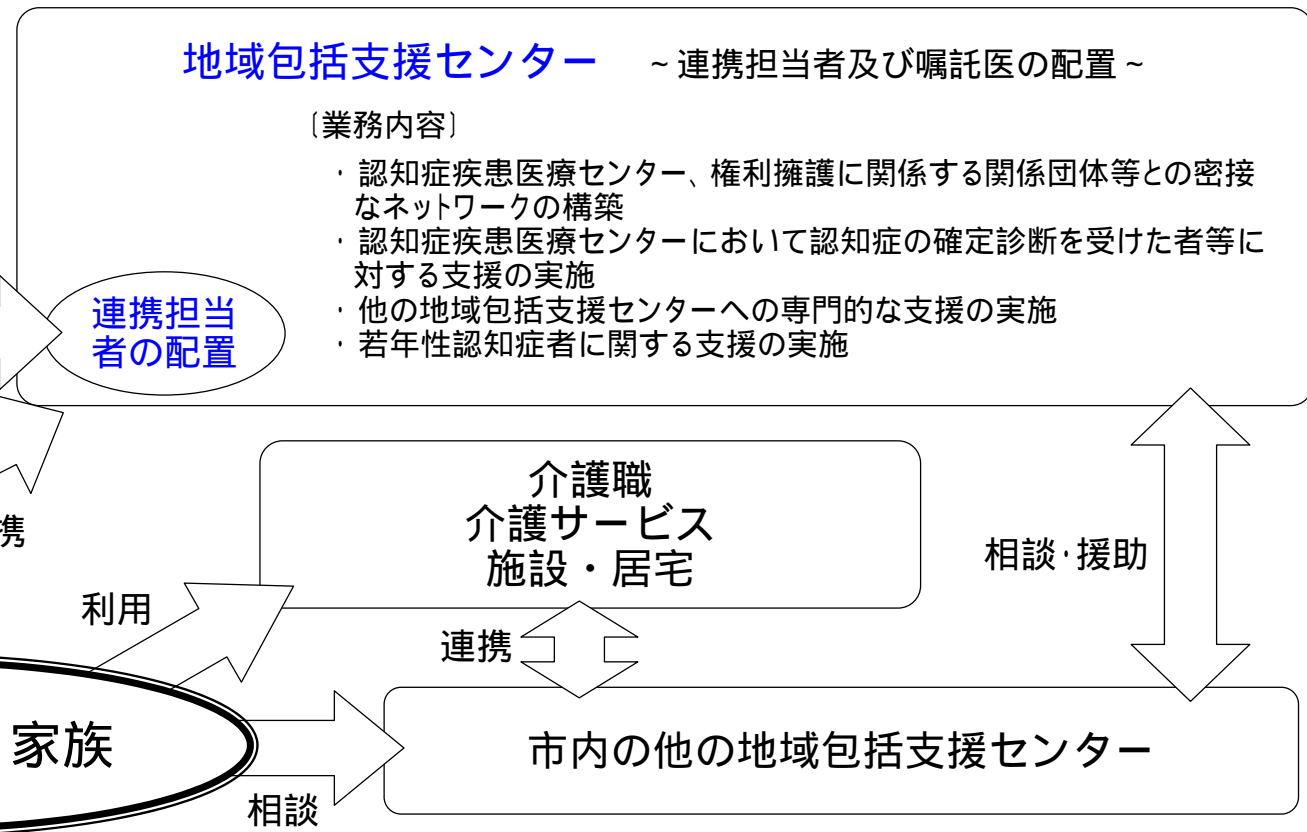 地域包括支援センター ~連携担当者及び嘱託医の配置~
〔業務内容〕
・認知症疾患医療センター、権利擁護に関係する関係団体等との密接
なネットワークの構築
・認知症疾患医療センターにおいて認知症の確定診断を受けた者等に
対する支援の実施
・他の地域包括支援センターへの専門的な支援の実施
・若年性認知症者に関する支援の実施
連携担当
者の配置
介護職
介護サービス
施設・居宅
携
相談・援助
利用
連携
家族
市内の他の地域包括支援センター
相談